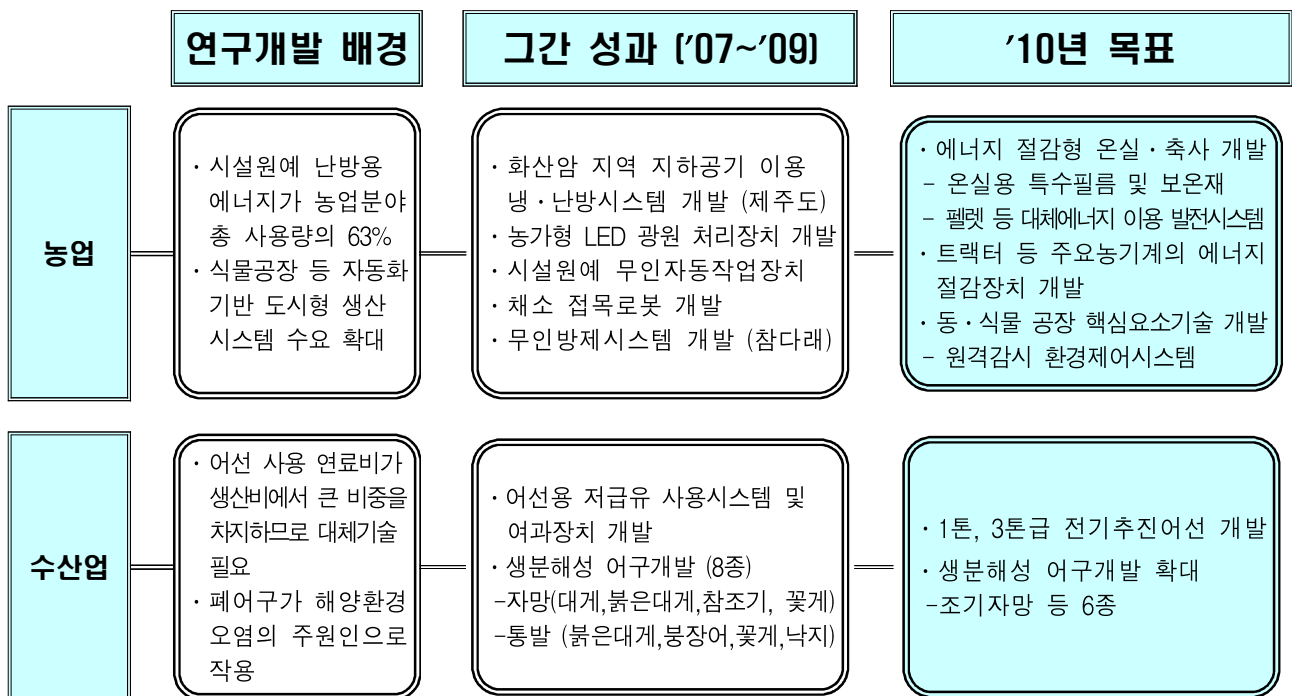 연구개발 배경
그간 성과 ('07~'09)
'10년 목표
농업
· 시설원예 난방용
에너지가 농업분야
총 사용량의 63%
· 식물공장 등 자동화
기반 도시형 생산
시스템 수요 확대
· 화산암 지역 지하공기 이용
냉·난방시스템 개발 (제주도)
· 농가형 LED 광원 처리장치 개발
· 시설원예 무인자동작업장치
· 채소 접목로봇 개발
· 무인방제시스템 개발 (참다래)
· 에너지 절감형 온실·축사 개발
- 온실용 특수필름 및 보온재
- 펠렛 등 대체에너지 이용 발전시스템
· 트랙터 등 주요농기계의 에너지
절감장치 개발
· 동·식물 공장 핵심요소기술 개발
- 원격감시 환경제어시스템
수산업
· 어선 사용 연료비가
생산비에서 큰 비중을
차지하므로 대체기술
필요
· 폐어구가 해양환경
오염의 주원인으로
작용
· 어선용 저급유 사용시스템 및
여과장치 개발
· 생분해성 어구개발 (8종)
-자망(대게,붉은대게,참조기, 꽃게)
-통발 (붉은대게,붕장어,꽃게,낙지)
· 1톤, 3톤급 전기추진어선 개발
· 생분해성 어구개발 확대
-조기자망 등 6종